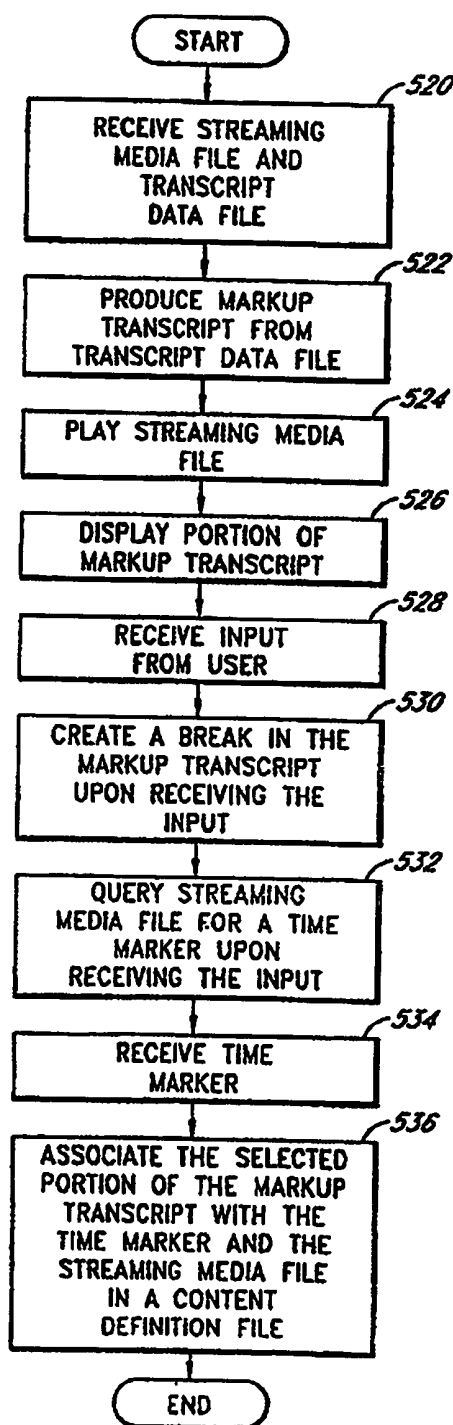 START
520
RECEIVE STREAMING
MEDIA FILE AND
TRANSCRIPT
DATA FILE
522
PRODUCE MARKUP
TRANSCRIPT FROM
TRANSCRIPT DATA FILE
524
PLAY STREAMING MEDIA
FILE
526
DISPLAY PORTION OF
MARKUP TRANSCRIPT
528
RECEIVE INPUT
FROM USER
530
CREATE A BREAK IN THE
MARKUP TRANSCRIPT
UPON RECEIVING THE
INPUT
532
QUERY STREAMING
MEDIA FILE FOR A TIME
MARKER UPON
RECEIVING THE INPUT
534
RECEIVE TIME
MARKER
536
ASSOCIATE THE SELECTED
PORTION OF THE MARKUP
TRANSCRIPT WITH THE
TIME MARKER AND THE
STREAMING MEDIA FILE
IN A CONTENT
DEFINITION FILE
END